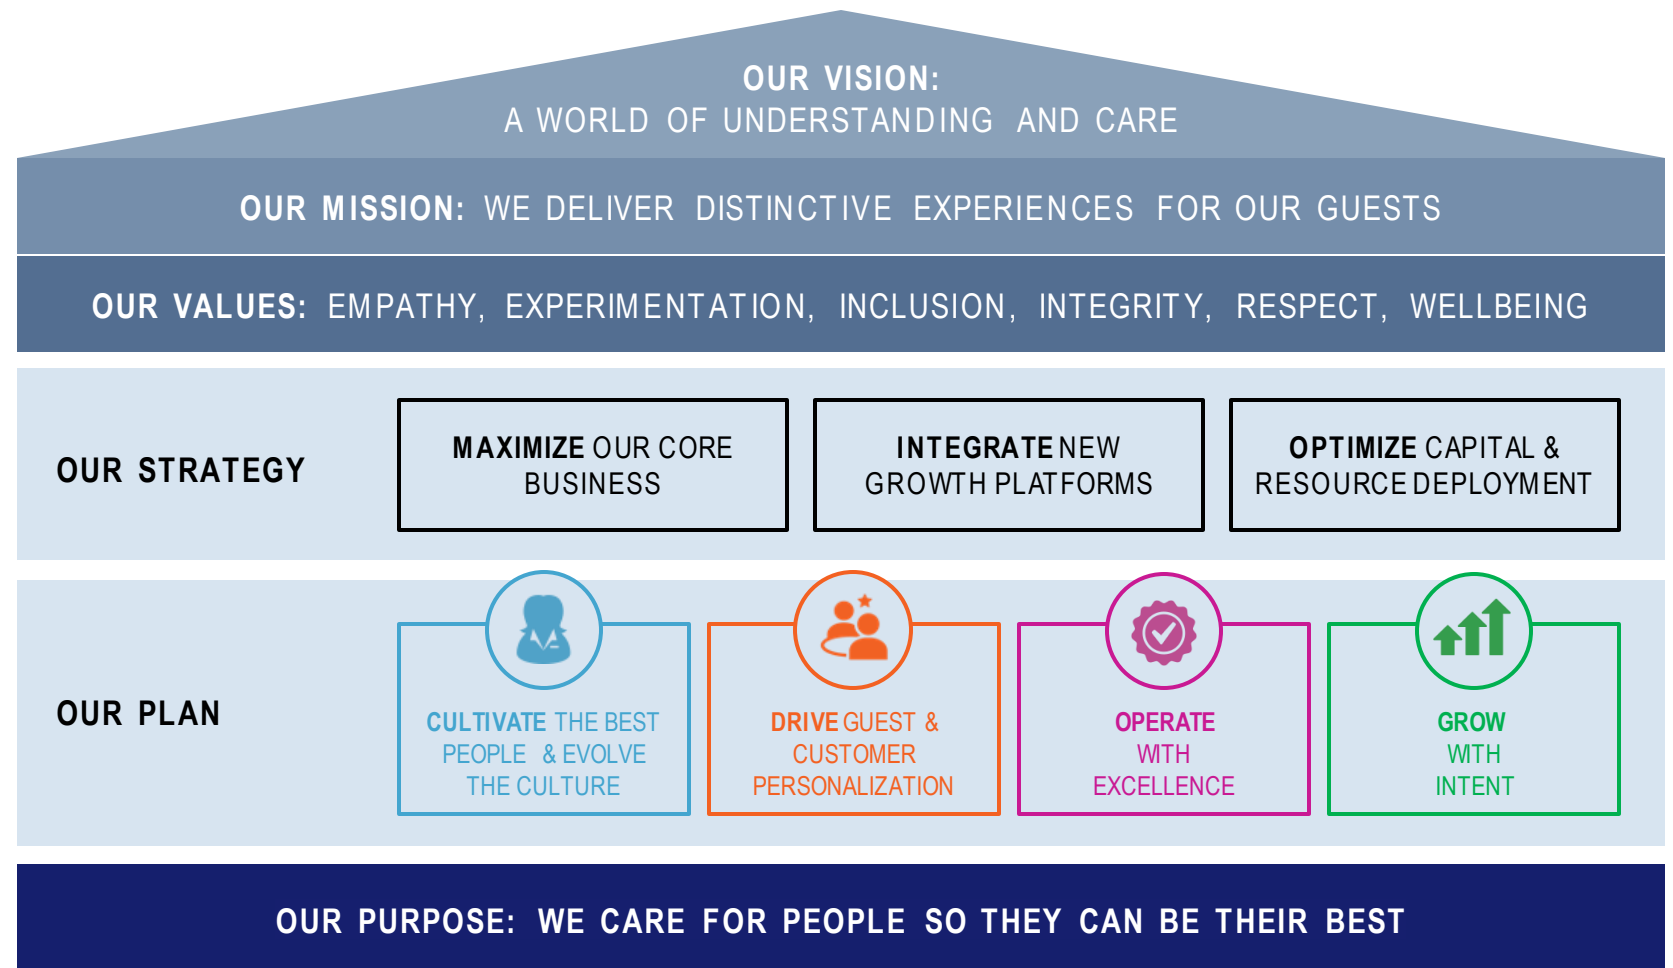 OUR VISION:
A WORLD OF UNDERSTANDING AND CARE
OUR MISSION: WE DELIVER DISTINCTIVE EXPERIENCES FOR OUR GUESTS
OUR VALUES: EMPATHY, EXPERIMENTATION, INCLUSION, INTEGRITY, RESPECT, WELLBEING
OUR STRATEGY
MAXIMIZE OUR CORE
BUSINESS
INTEGRATE NEW
GROWTH PLATFORMS
OPTIMIZE CAPITAL &
RESOURCE DEPLOYMENT
OUR PLAN
CULTIVATE THE BEST
PEOPLE & EVOLVE
THE CULTURE
DRIVE GUEST &
CUSTOMER
PERSONALIZATION
OPERATE
WITH
EXCELLENCE
GROW
WITH
INTENT
OUR PURPOSE: WE CARE FOR PEOPLE SO THEY CAN BE THEIR BEST